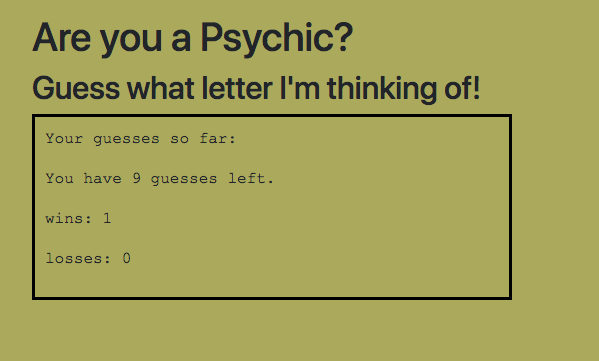 Are you a Psychic?
Guess what letter I'm thinking of!
Your guesses so far:
You have 9 guesses left.
wins: 1
losses: 0